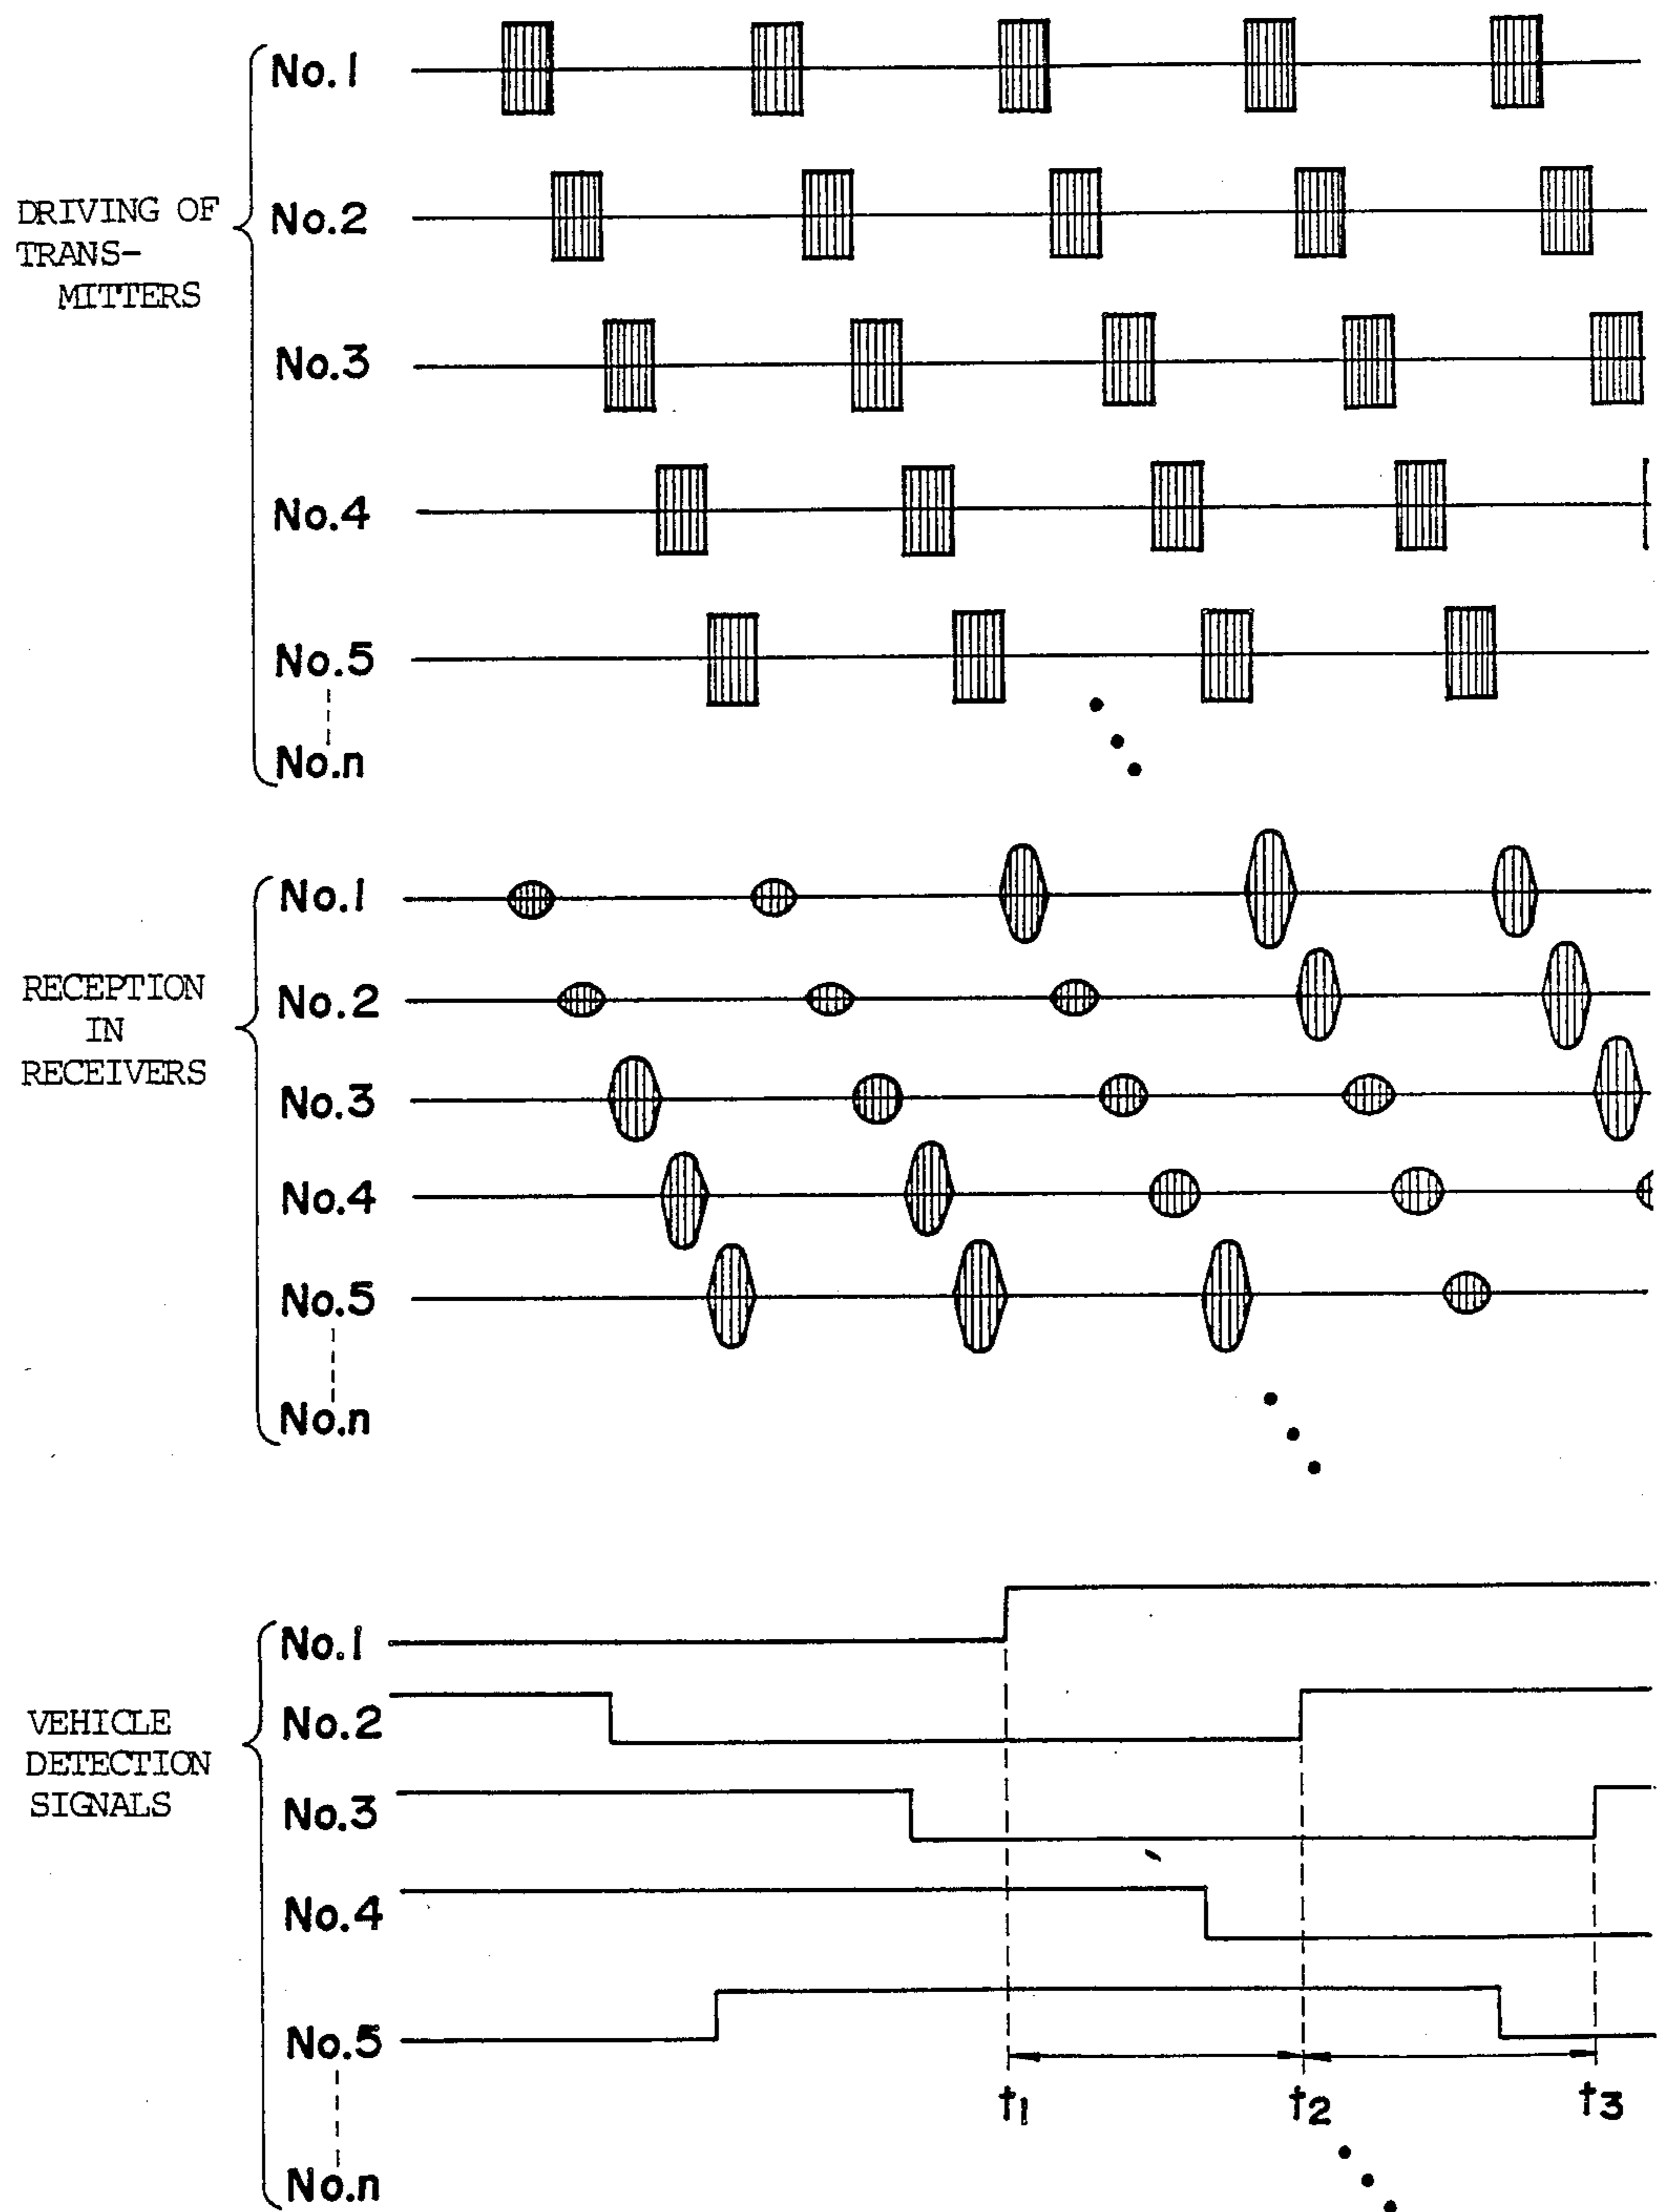 No.1
DRIVING OF
TRANS-
MITTERS
No.2
No.3
No.4
No.5
No.n
No.1
RECEPTION
IN
RECEIVERS
No.2
No.3
No.4
No.5
No.n
No.1
VEHICLE
DETECTION
SIGNALS
No.2
No.3
No.4
No.5
t1 t2 t3
No.n